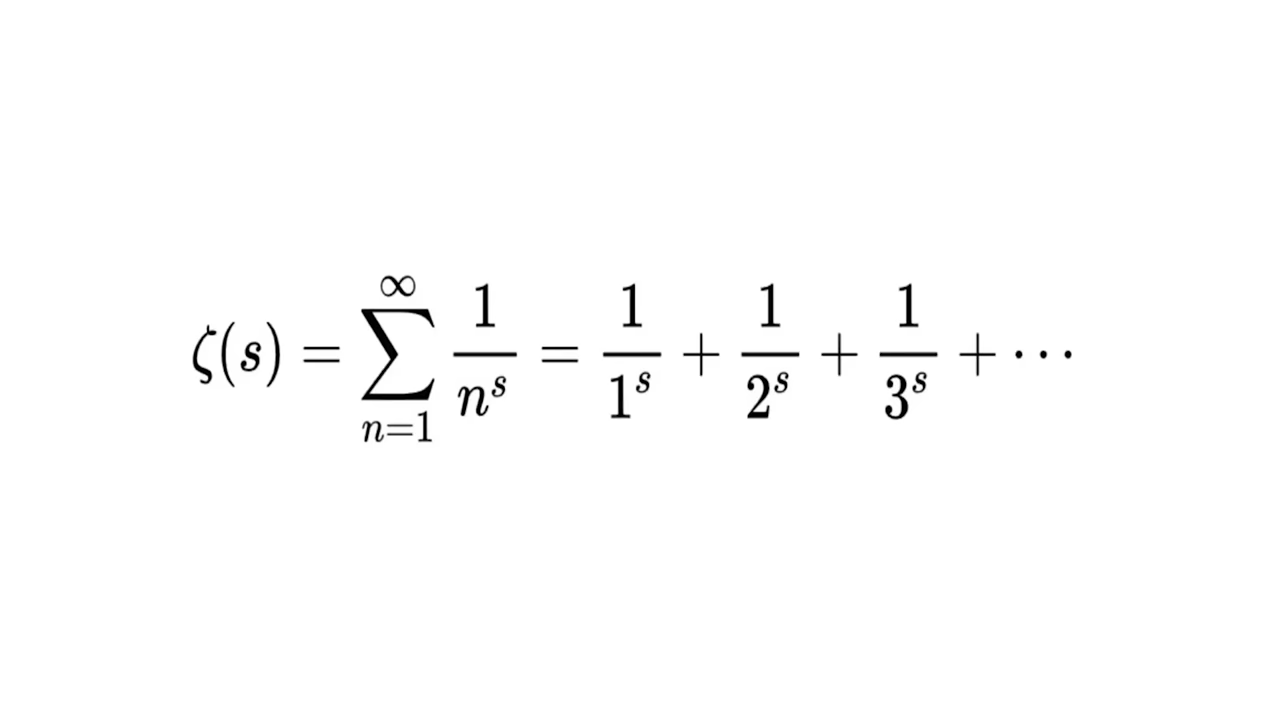 ζ(s) = ∑_{n=1}^{∞} 1/n^s = 1/1^s + 1/2^s + 1/3^s + ⋯